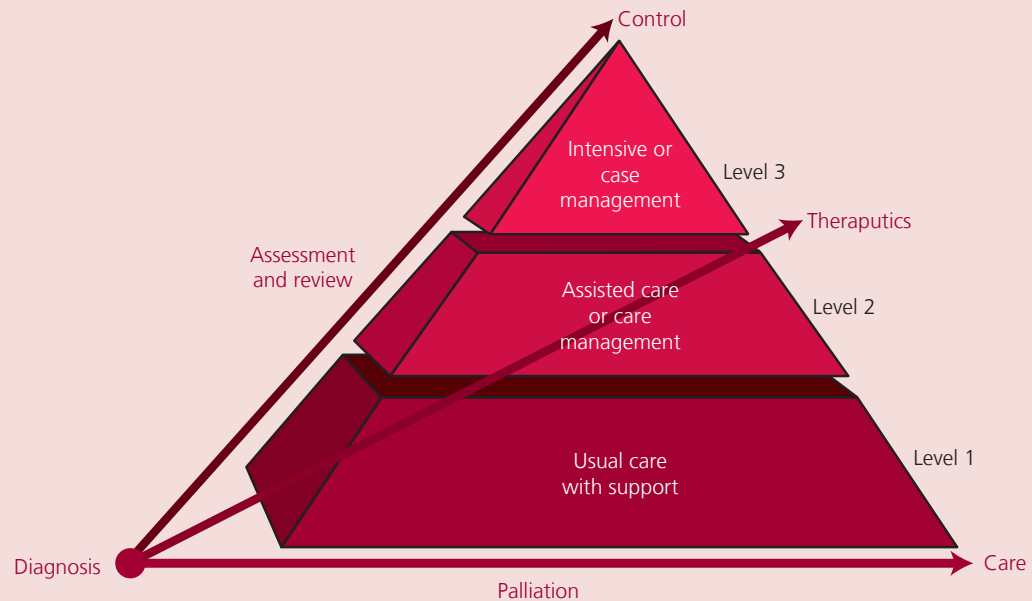 Control
Intensive or
case
management
Level 3
Theraputics
Assessment
and review
Assisted care
or care
management
Level 2
Usual care
with support
Level 1
Diagnosis
Care
Palliation